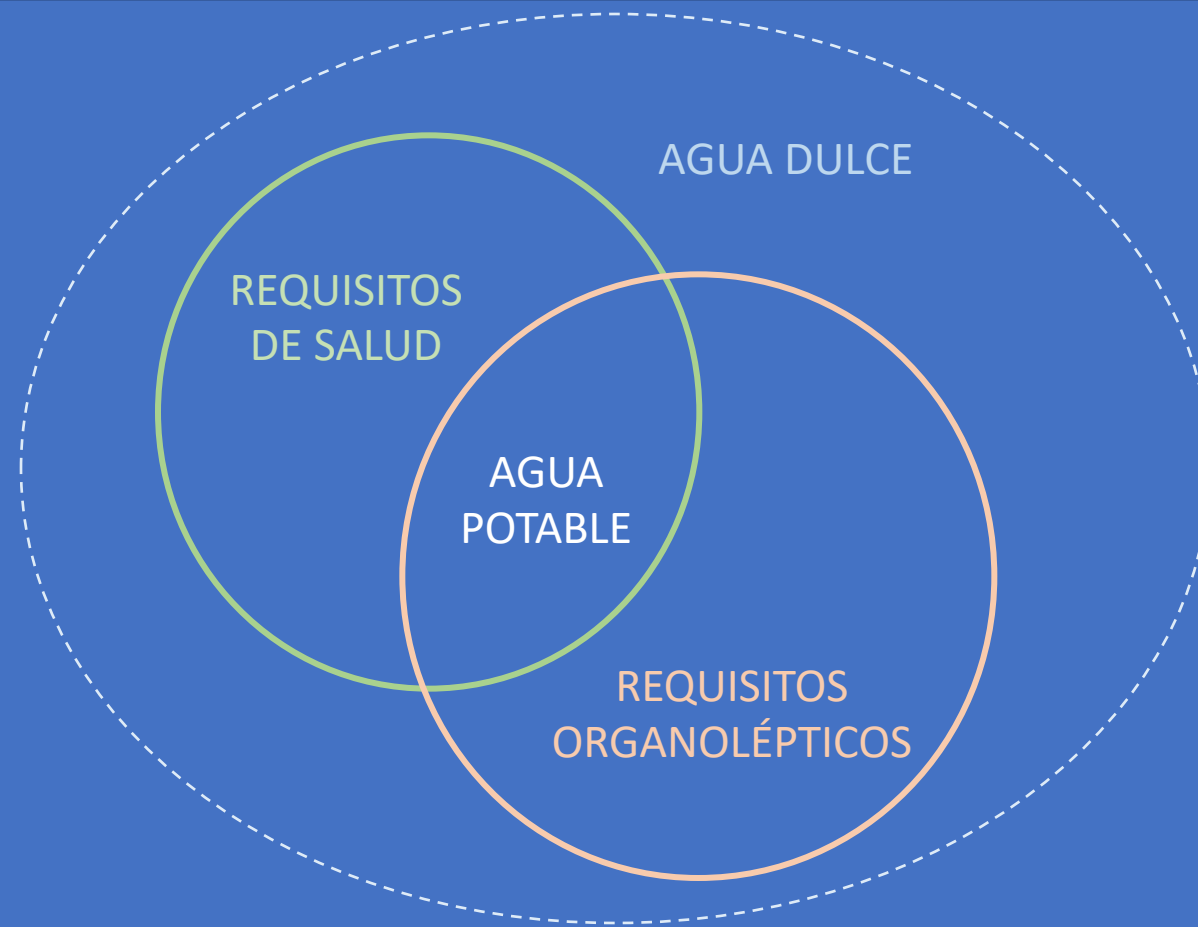 AGUA DULCE
REQUISITOS
DE SALUD
AGUA
POTABLE
REQUISITOS
ORGANOLÉPTICOS